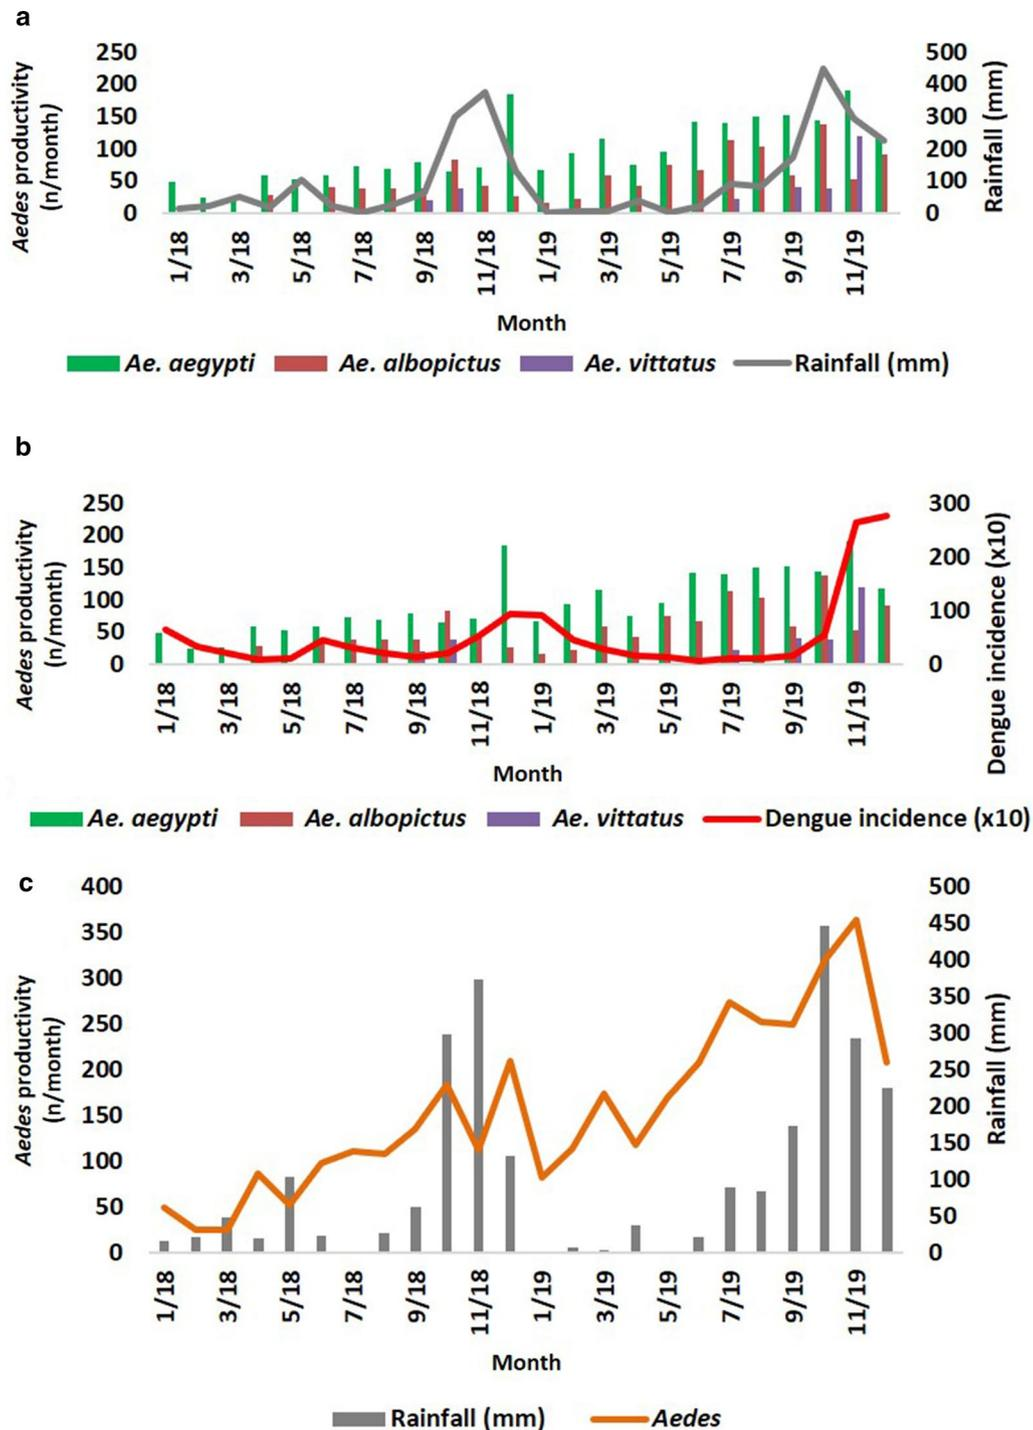 a
250
200
150
100
50
0
Aedes productivity
(n/month)
500
400
300
200
100
0
Rainfall (mm)
1/18 3/18 5/18 7/18 9/18 11/18 1/19 3/19 5/19 7/19 9/19 11/19
Month
Ae. aegypti Ae. albopictus Ae. vittatus Rainfall (mm)
b
250
200
150
100
50
0
Aedes productivity
(n/month)
300
200
100
0
Dengue incidence (x10)
1/18 3/18 5/18 7/18 9/18 11/18 1/19 3/19 5/19 7/19 9/19 11/19
Month
Ae. aegypti Ae. albopictus Ae. vittatus Dengue incidence (x10)
c
400
350
300
250
200
150
100
50
0
Aedes productivity
(n/month)
500
450
400
350
300
250
200
150
100
50
0
Rainfall (mm)
1/18 3/18 5/18 7/18 9/18 11/18 1/19 3/19 5/19 7/19 9/19 11/19
Month
Rainfall (mm) Aedes